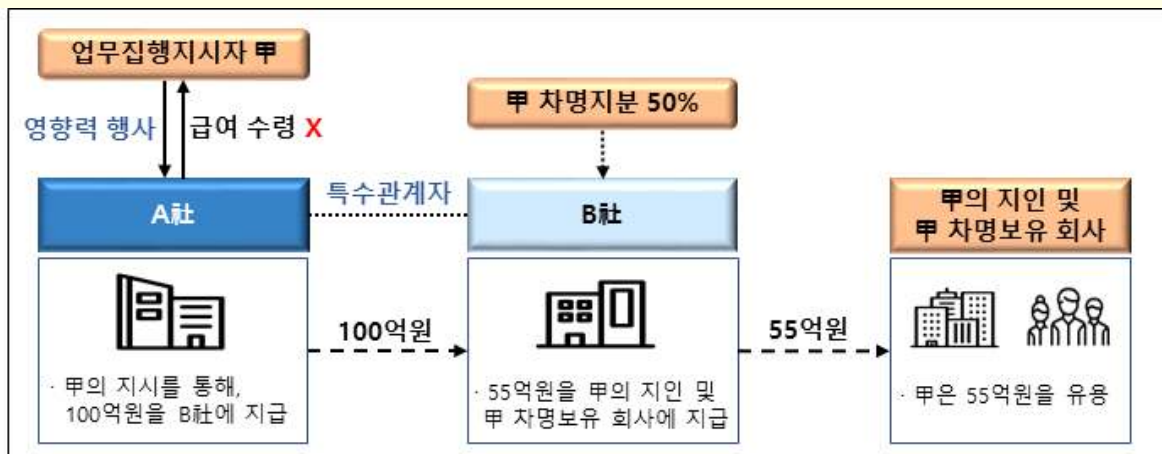 업무집행지시자 甲
영향력 행사
급여 수령 X
甲 차명지분 50%
특수관계자
A社
B社
甲의 지인 및
甲 차명보유 회사
100억원
55억원
· 甲의 지시를 통해,
100억원을 B社에 지급
· 55억원을 甲의 지인 및
甲 차명보유 회사에 지급
· 甲은 55억원을 유용